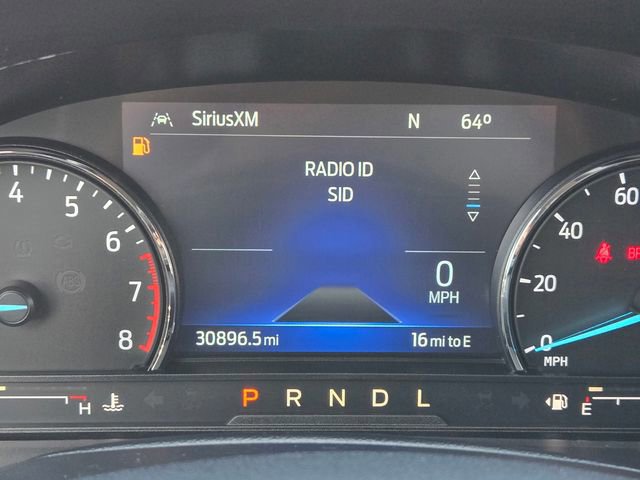 SiriusXM N 64°
RADIO ID
SID
4 5 6 7 8
0
MPH
60
40
20
0
MPH
30896.5 mi 16 mi to E
H P R N D L E